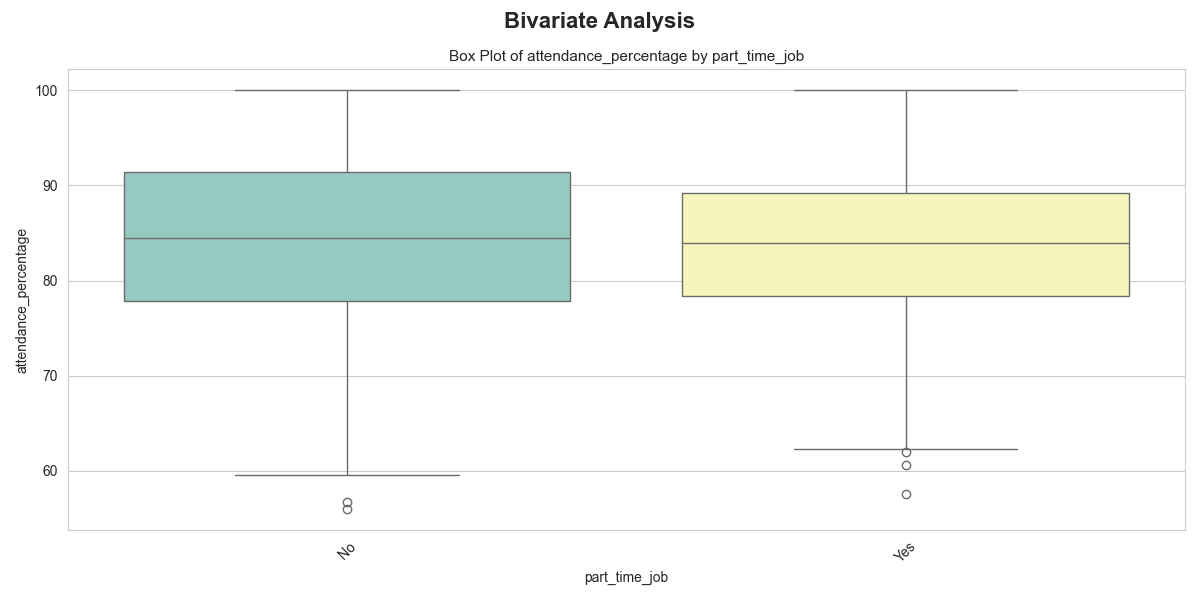 Bivariate Analysis
Box Plot of attendance_percentage by part_time_job
100
90
80
70
60
attendance_percentage
No
Yes
part_time_job